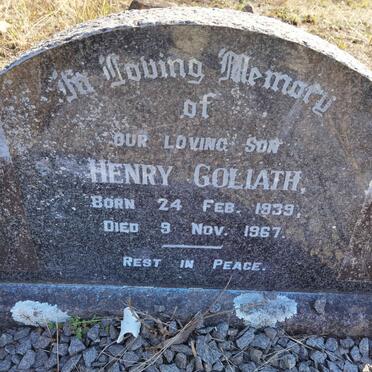 In Loving Memory
of
OUR LOVING SON
HENRY GOLIATH,
BORN 24 FEB. 1939.
DIED 9 NOV. 1967.
REST IN PEACE.